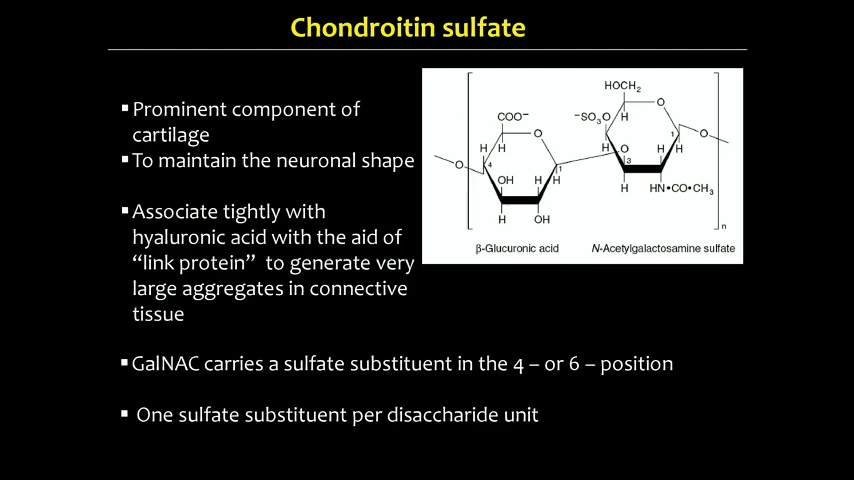 Chondroitin sulfate
▪ Prominent component of
cartilage
▪ To maintain the neuronal shape
▪ Associate tightly with
hyaluronic acid with the aid of
“link protein”  to generate very
large aggregates in connective
tissue
HOCH2
COO–
–SO3O
H
O
1
O
H
H
O
H
O
3
H
H
O
4
OH
H
H
1
H
H
HN•CO•CH3
H
OH
n
β-Glucuronic acid
N-Acetylgalactosamine sulfate
▪ GalNAC carries a sulfate substituent in the 4 – or 6 – position
▪ One sulfate substituent per disaccharide unit